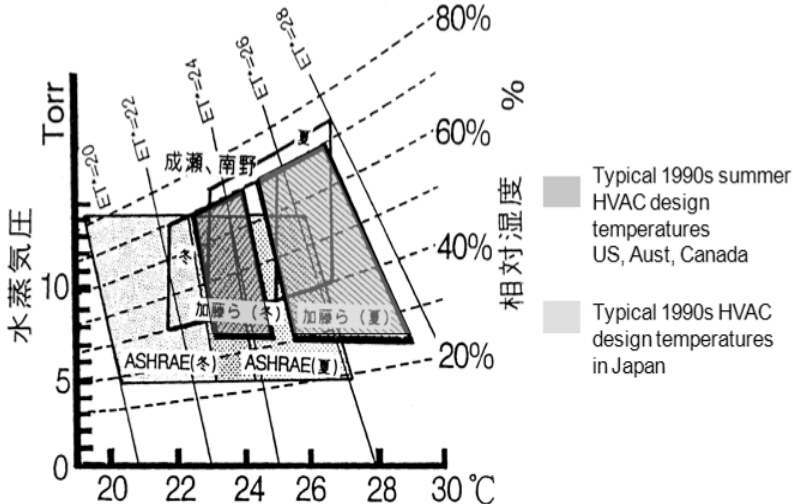 ET*=20
ET*=22
ET*=24
ET*=26
ET*=28
80%
60%
40%
20%
%
相対湿度
Torr
水蒸気圧
10
5
0
成瀬、南野
夏
冬
加藤ら（冬）
加藤ら（夏）
ASHRAE(冬)
ASHRAE(夏)
20 22 24 26 28 30 ℃
Typical 1990s summer
HVAC design
temperatures
US, Aust, Canada
Typical 1990s HVAC
design temperatures
in Japan